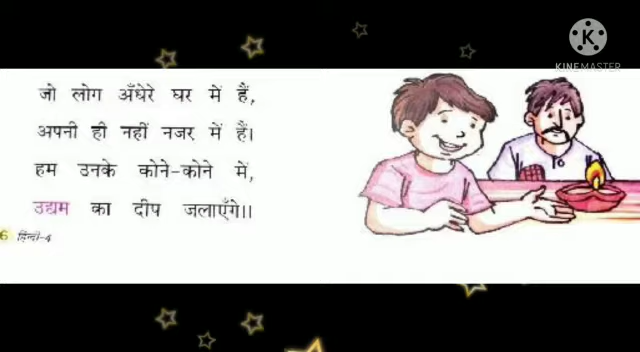 KINEMASTER
जो लोग अँधेरे घर में हैं,
अपनी ही नहीं नजर में हैं।
हम उनके कोने-कोने में,
उद्यम का दीप जलाएँगे।।
6 हिन्दी-4